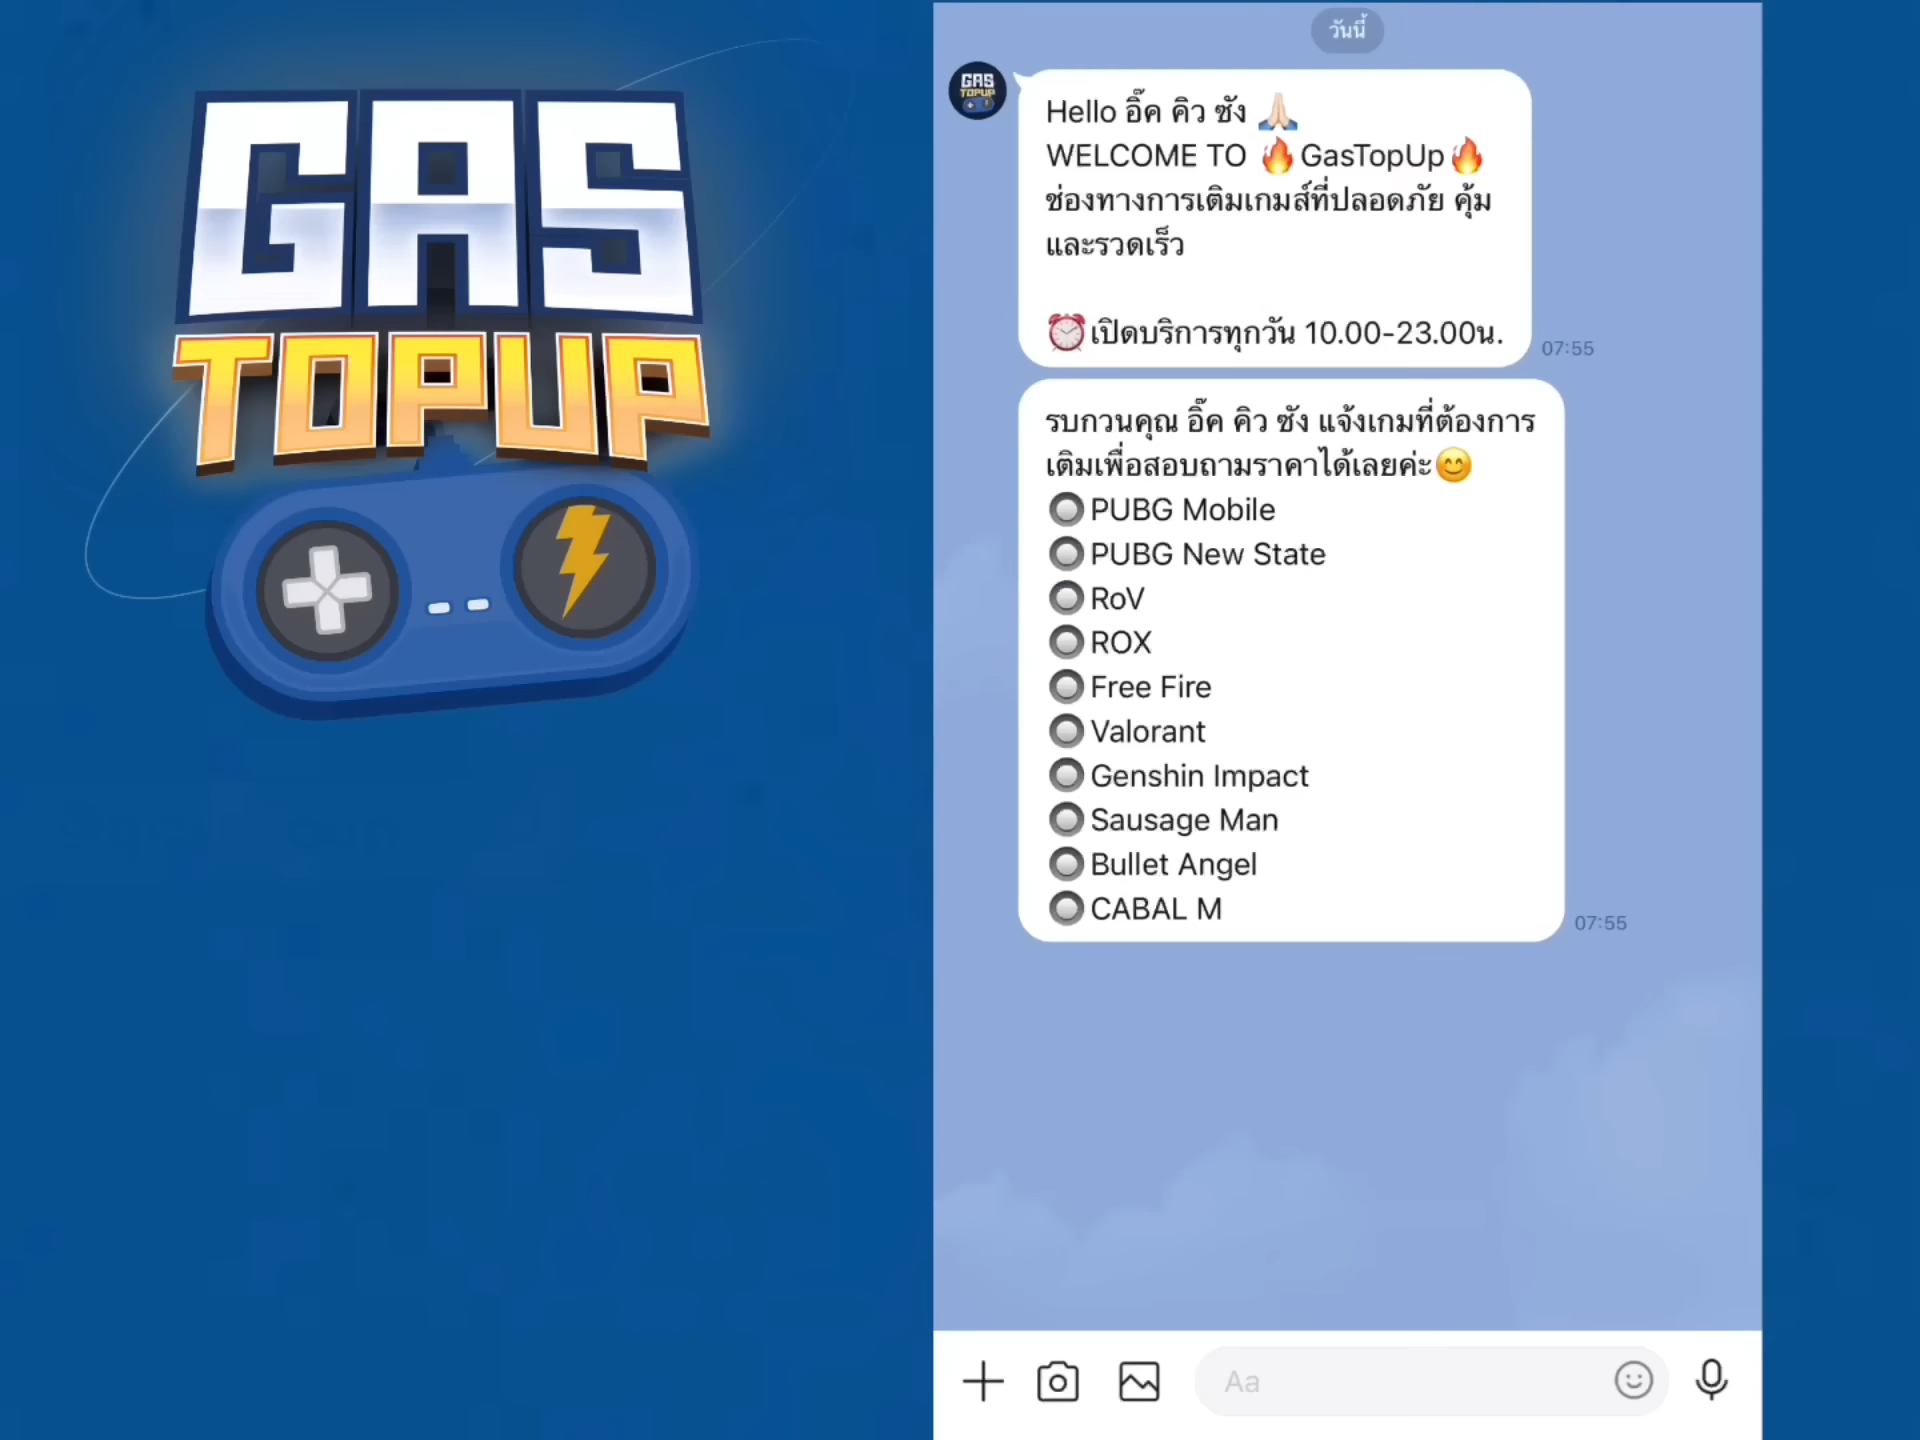 GAS
TOPUP
วันนี้
GAS
TOPUP
Hello อิ๊ค คิว ซัง 🙏🏻
WELCOME TO 🔥GasTopUp🔥
ช่องทางการเติมเกมส์ที่ปลอดภัย คุ้ม
และรวดเร็ว
⏰เปิดบริการทุกวัน 10.00-23.00น.
07:55
รบกวนคุณ อิ๊ค คิว ซัง แจ้งเกมที่ต้องการ
เติมเพื่อสอบถามราคาได้เลยค่ะ😊
🔘PUBG Mobile
🔘PUBG New State
🔘RoV
🔘ROX
🔘Free Fire
🔘Valorant
🔘Genshin Impact
🔘Sausage Man
🔘Bullet Angel
🔘CABAL M
07:55
Aa